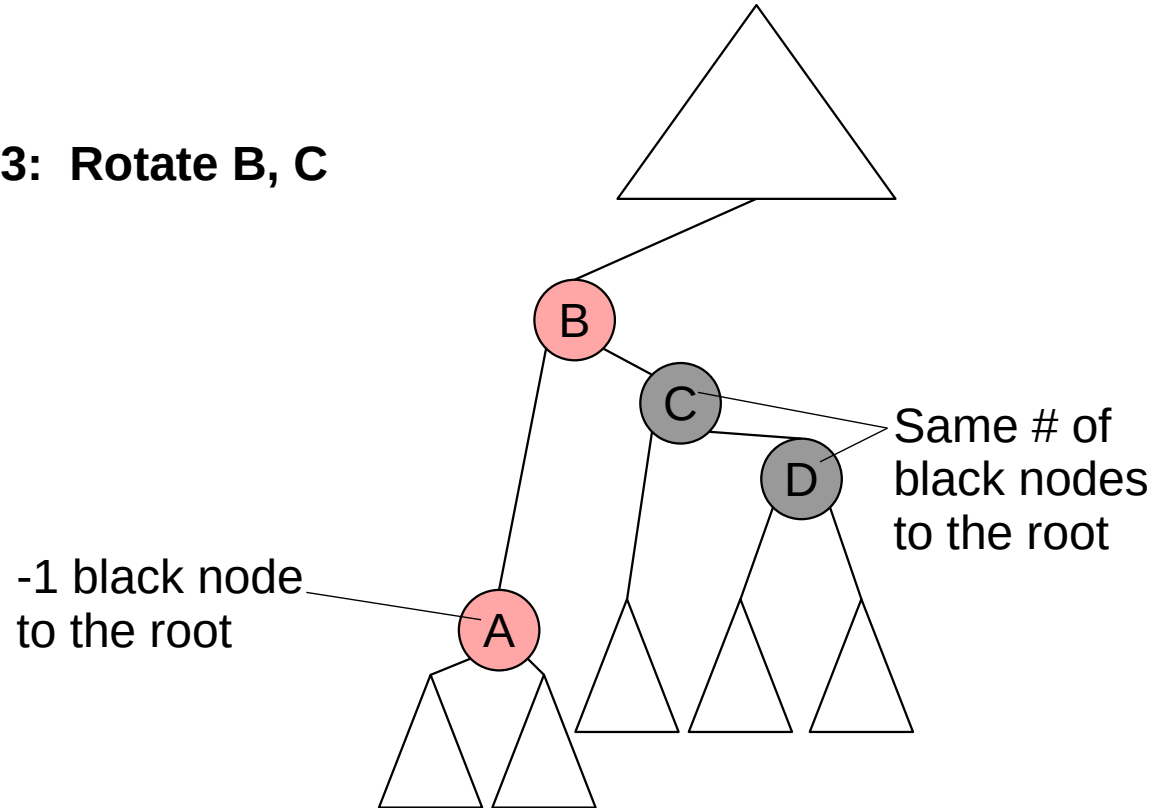 3: Rotate B, C
B
C
Same # of
black nodes
to the root
D
-1 black node
to the root
A